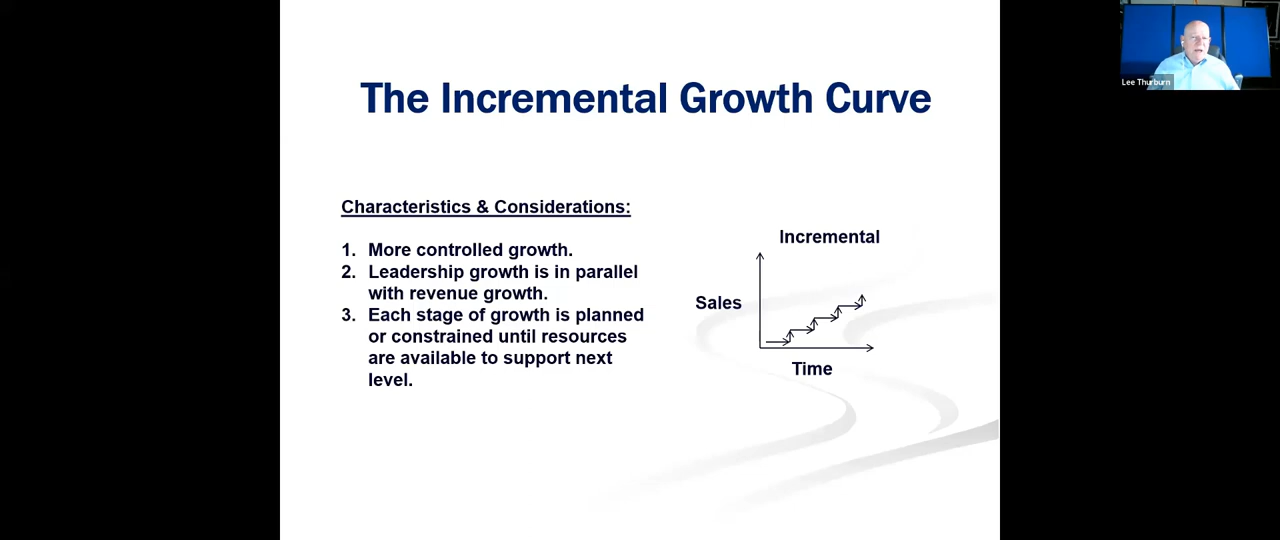 Lee Thurburn
The Incremental Growth Curve
Characteristics & Considerations:
1. More controlled growth.
2. Leadership growth is in parallel
with revenue growth.
3. Each stage of growth is planned
or constrained until resources
are available to support next
level.
Incremental
Sales
Time